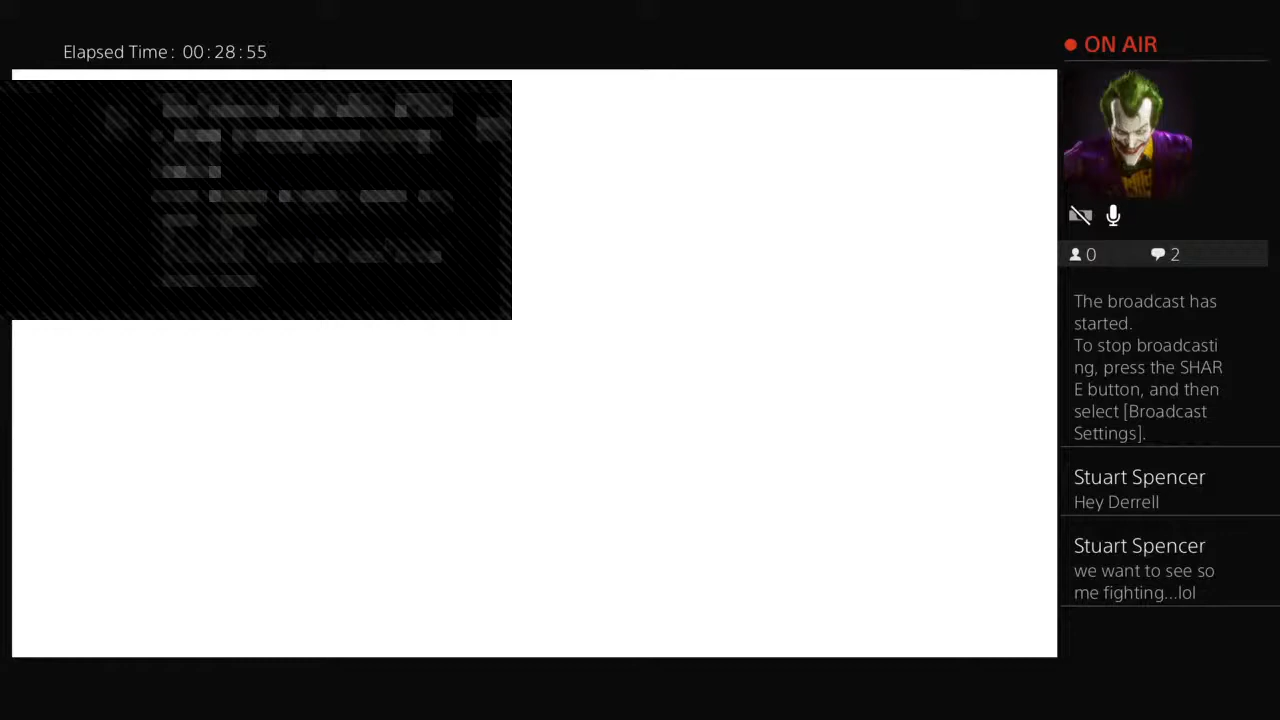 Elapsed Time: 00:28:55
ON AIR
0
2
The broadcast has
started.
To stop broadcasti
ng, press the SHAR
E button, and then
select [Broadcast
Settings].
Stuart Spencer
Hey Derrell
Stuart Spencer
we want to see so
me fighting...lol